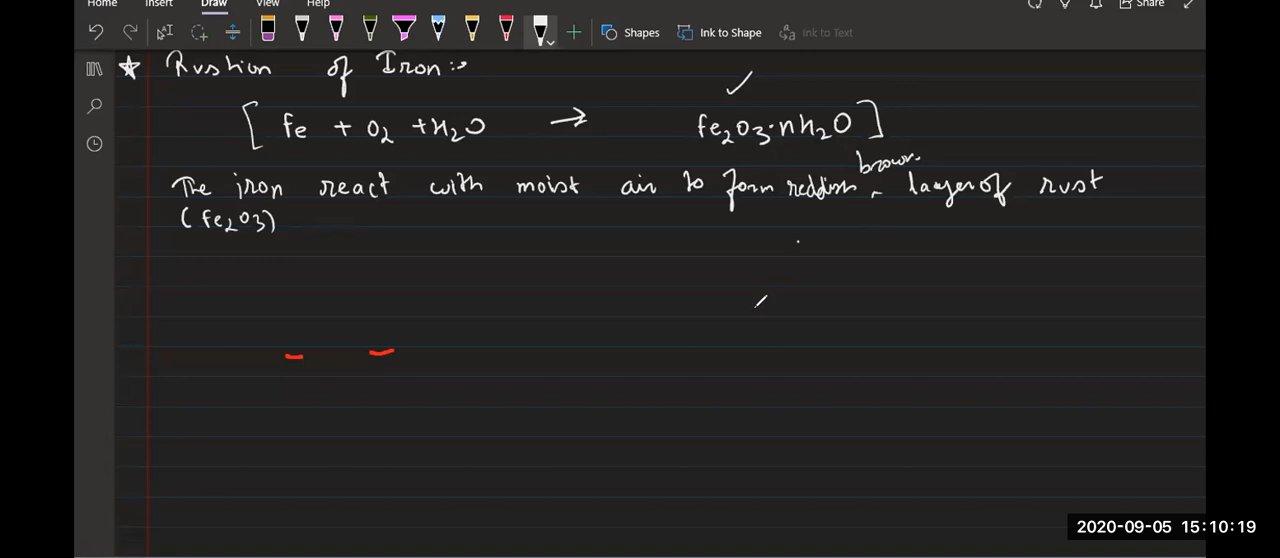 Home Insert Draw View Help Share
Shapes Ink to Shape Ink to Text
★ Rustion of Iron :-
[ Fe + O2 + H2O → Fe2O3·nH2O ]
brown
The iron react with moist air to form reddish ^ layer of rust
(Fe2O3)
2020-09-05 15:10:19